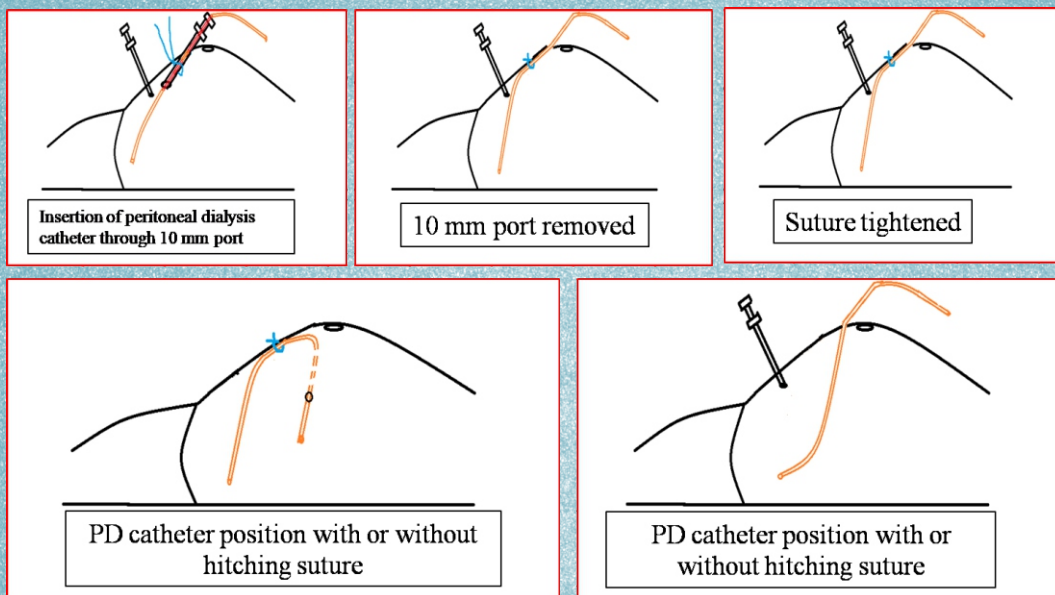 Insertion of peritoneal dialysis
catheter through 10 mm port
10 mm port removed
Suture tightened
PD catheter position with or without
hitching suture
PD catheter position with or
without hitching suture